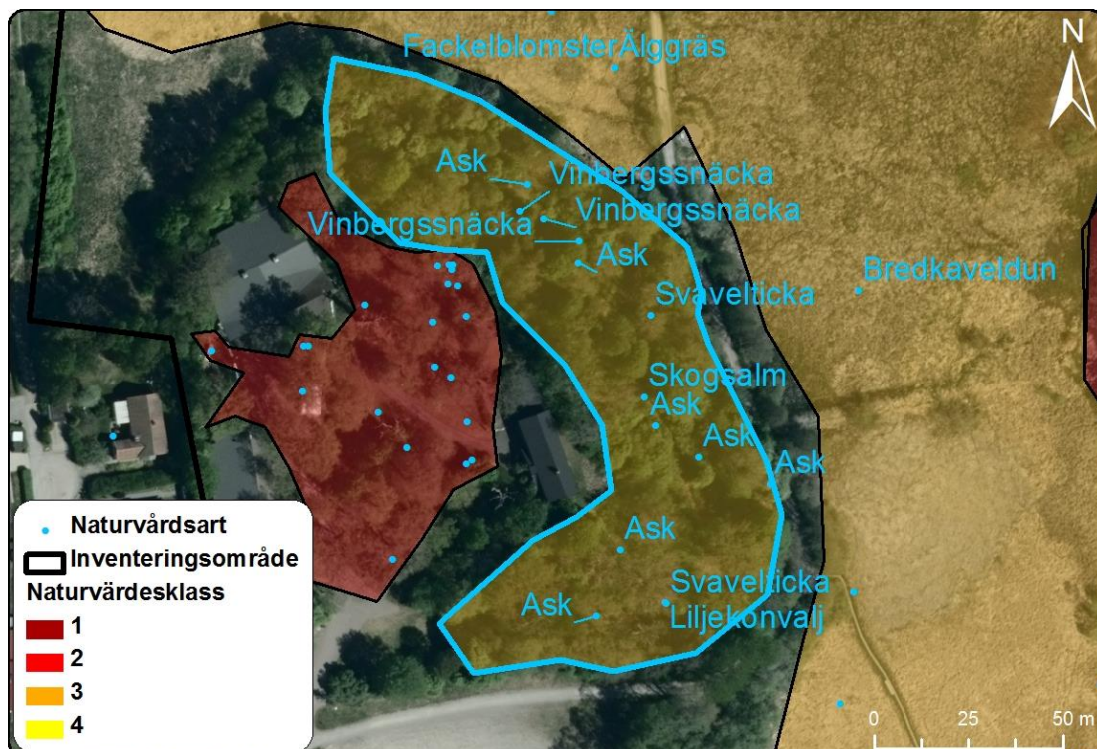 FackelblomsterÄlggräs
N
Ask
Vinbergssnäcka
Vinbergssnäcka
Vinbergssnäcka
Ask
Bredkaveldun
Svavelticka
Skogsalm
Ask
Ask
Ask
Ask
Svavelticka
Ask
Liljekonvalj
Naturvårdsart
Inventeringsområde
Naturvärdesklass
1
2
3
4
0 25 50 m